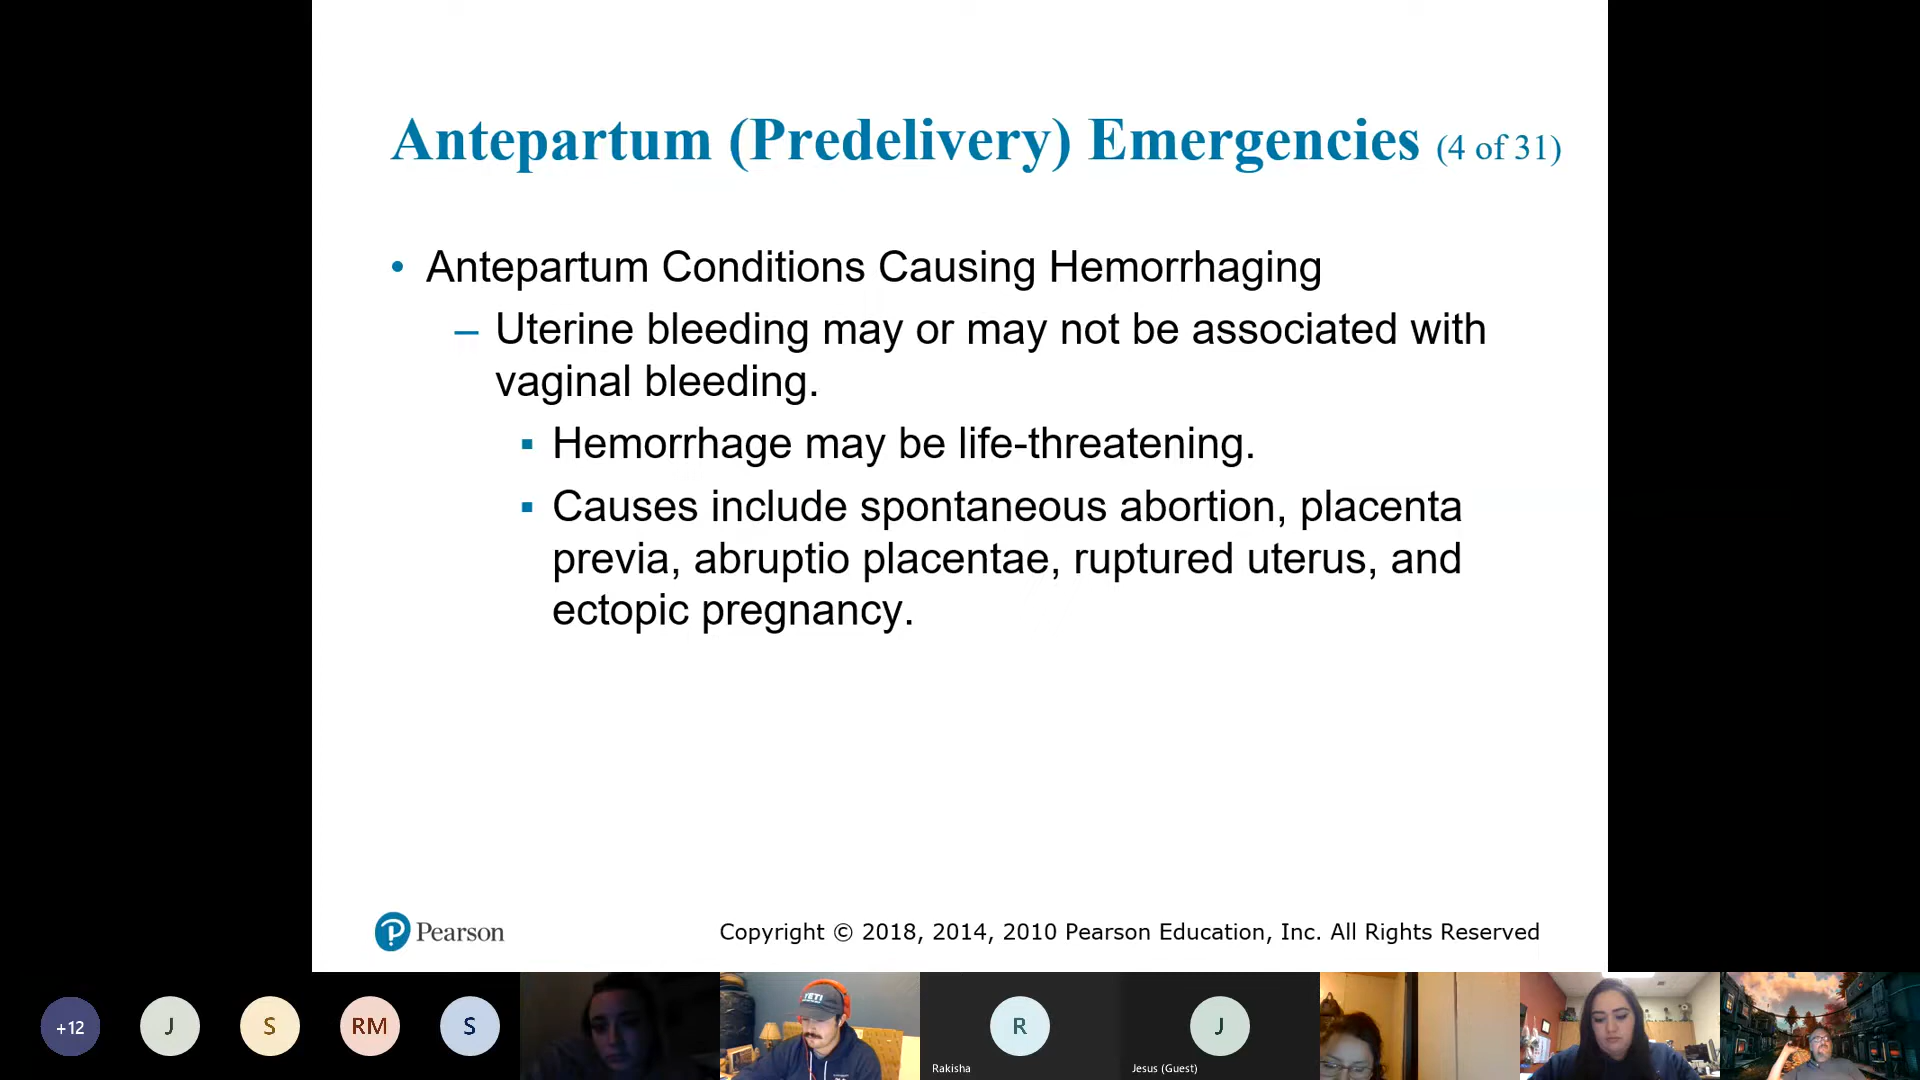 Antepartum (Predelivery) Emergencies (4 of 31)
• Antepartum Conditions Causing Hemorrhaging
– Uterine bleeding may or may not be associated with
vaginal bleeding.
▪ Hemorrhage may be life-threatening.
▪ Causes include spontaneous abortion, placenta
previa, abruptio placentae, ruptured uterus, and
ectopic pregnancy.
Pearson
Copyright © 2018, 2014, 2010 Pearson Education, Inc. All Rights Reserved
+12
J
S
RM
S
YETI
R
Rakisha
J
Jesus (Guest)